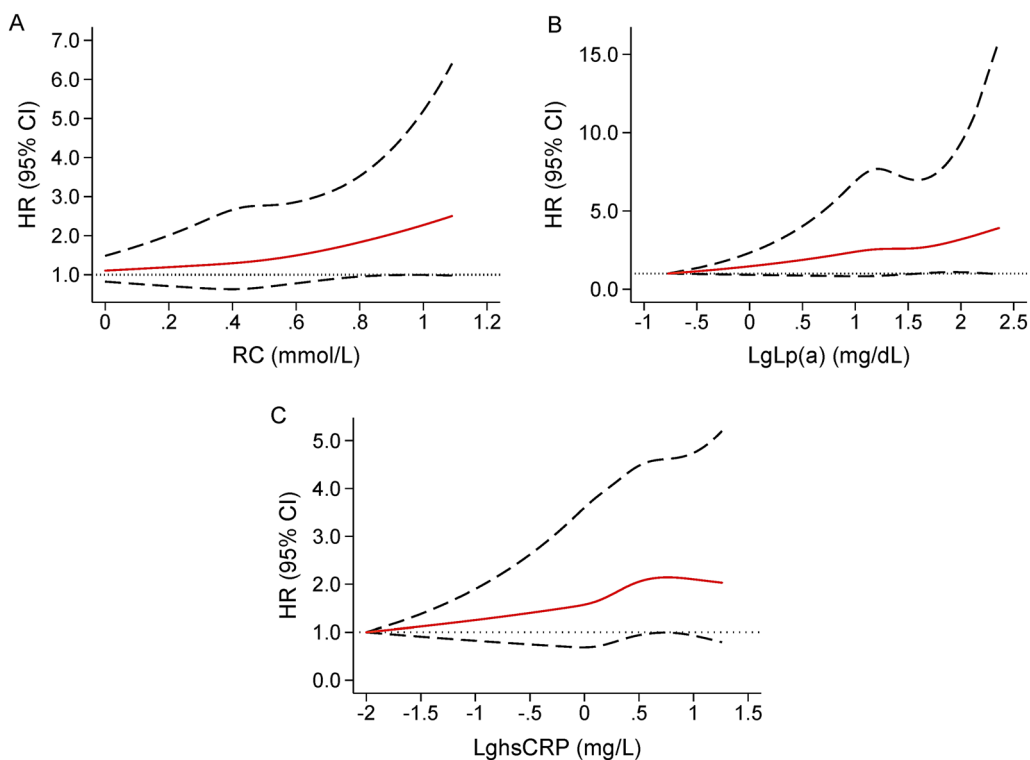 A
7.0
6.0
5.0
4.0
3.0
2.0
1.0
HR (95% CI)
0 .2 .4 .6 .8 1 1.2
RC (mmol/L)
B
15.0
10.0
5.0
0.0
HR (95% CI)
-1 -.5 0 .5 1 1.5 2 2.5
LgLp(a) (mg/dL)
C
5.0
4.0
3.0
2.0
1.0
0.0
HR (95% CI)
-2 -1.5 -1 -.5 0 .5 1 1.5
LghsCRP (mg/L)